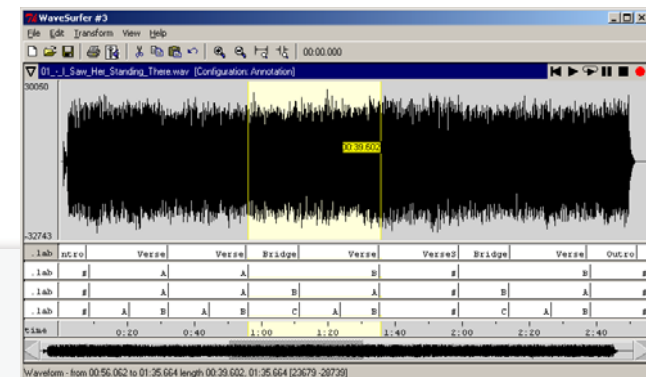 WaveSurfer #3
File Edit Transform View Help
00:00.000
01_-_I_Saw_Her_Standing_There.wav [Configuration: Annotation]
30050
00:39.602
-32743
.lab ntro Verse Verse Bridge Verse VerseS Bridge Verse Outro
.lab # A A B # B #
.lab # A A B A # B A #
.lab # A B A B C A B # C A B #
time 0:20 0:40 1:00 1:20 1:40 2:00 2:20 2:40
Waveform - from 00:56.062 to 01:35.664 length 00:39.602, 01:35.664 [23679 -28739]